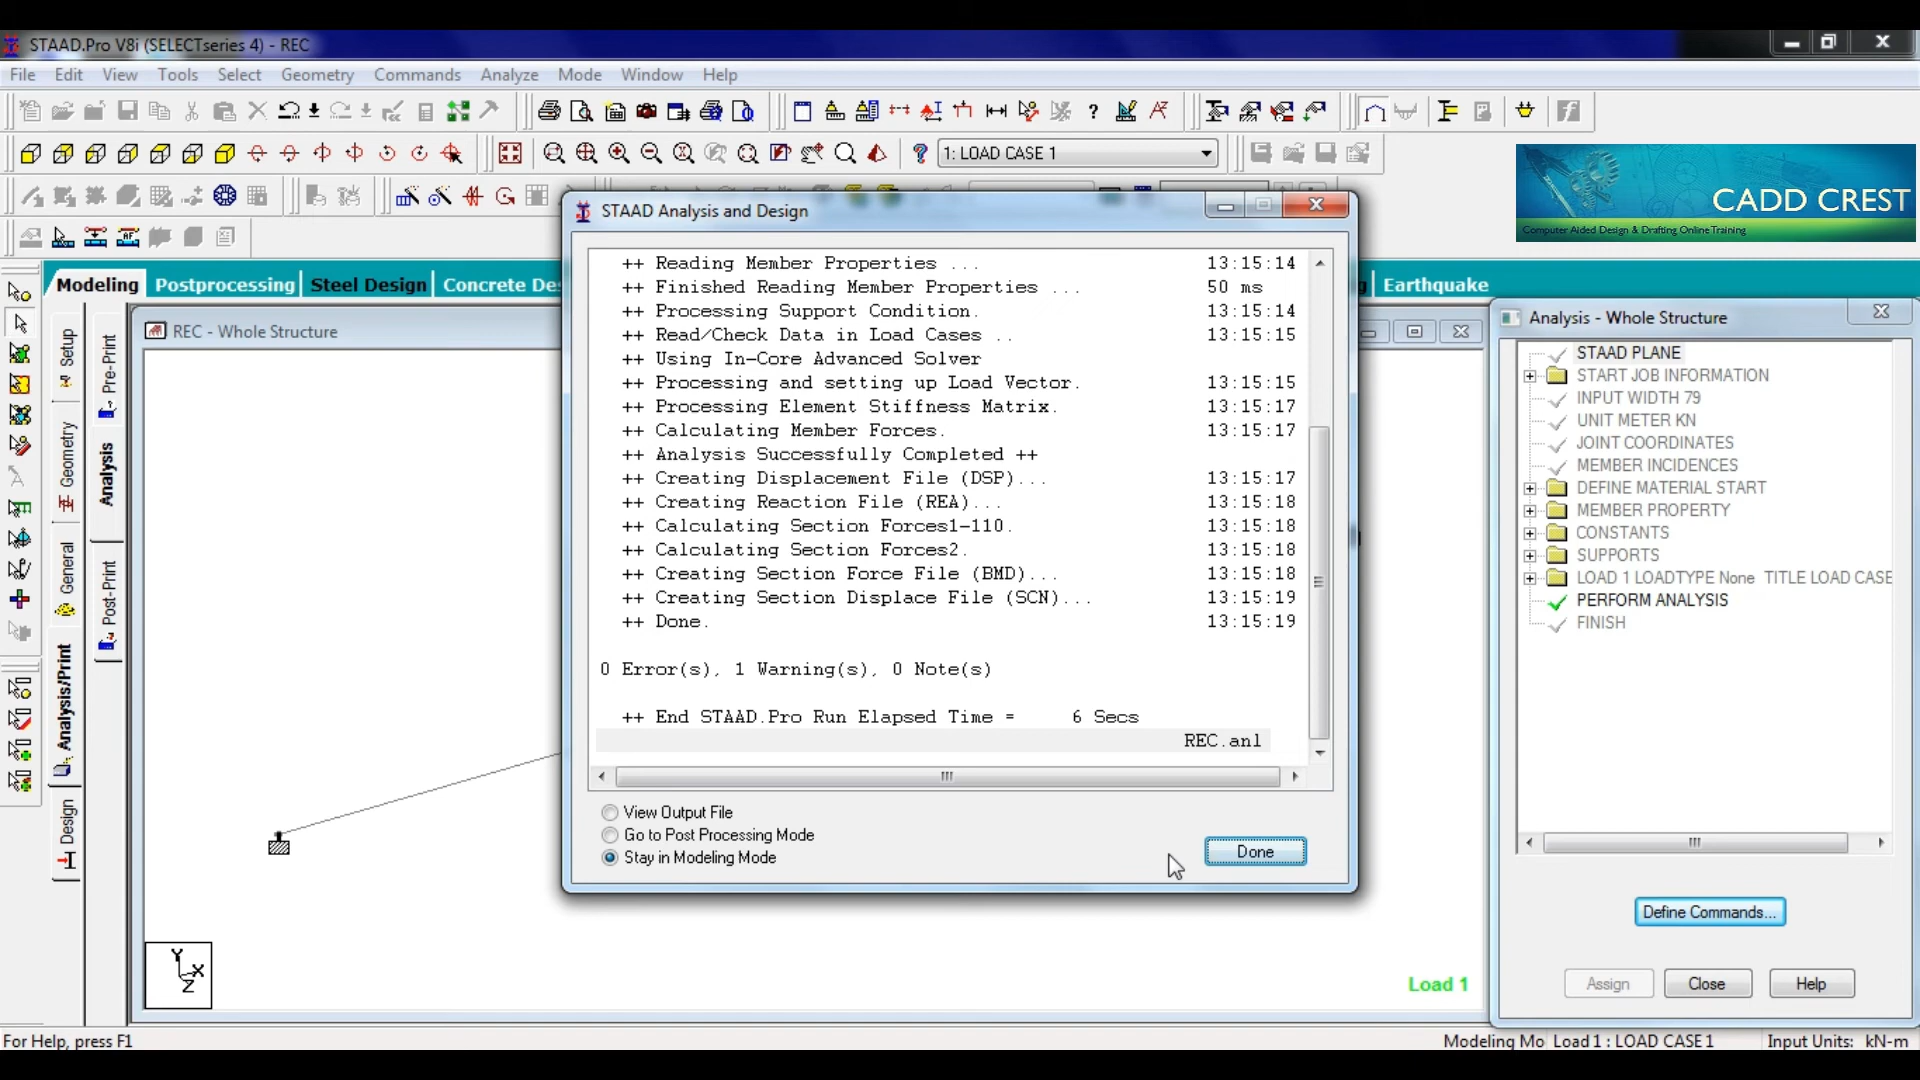 STAAD.Pro V8i (SELECTseries 4) - REC
File Edit View Tools Select Geometry Commands Analyze Mode Window Help
1: LOAD CASE 1
CADD CREST
Computer Aided Design & Drafting Online Training
Modeling Postprocessing Steel Design Concrete De
Earthquake
REC - Whole Structure
Setup
Geometry
General
Analysis/Print
Design
Pre-Print
Analysis
Post-Print
STAAD Analysis and Design
++ Reading Member Properties ... 13:15:14
++ Finished Reading Member Properties ... 50 ms
++ Processing Support Condition. 13:15:14
++ Read/Check Data in Load Cases .. 13:15:15
++ Using In-Core Advanced Solver
++ Processing and setting up Load Vector. 13:15:15
++ Processing Element Stiffness Matrix. 13:15:17
++ Calculating Member Forces. 13:15:17
++ Analysis Successfully Completed ++
++ Creating Displacement File (DSP)... 13:15:17
++ Creating Reaction File (REA)... 13:15:18
++ Calculating Section Forces1-110. 13:15:18
++ Calculating Section Forces2. 13:15:18
++ Creating Section Force File (BMD)... 13:15:18
++ Creating Section Displace File (SCN)... 13:15:19
++ Done. 13:15:19
0 Error(s), 1 Warning(s), 0 Note(s)
++ End STAAD.Pro Run Elapsed Time = 6 Secs
REC.anl
View Output File
Go to Post Processing Mode
Stay in Modeling Mode
Done
Analysis - Whole Structure
STAAD PLANE
START JOB INFORMATION
INPUT WIDTH 79
UNIT METER KN
JOINT COORDINATES
MEMBER INCIDENCES
DEFINE MATERIAL START
MEMBER PROPERTY
CONSTANTS
SUPPORTS
LOAD 1 LOADTYPE None TITLE LOAD CASE
PERFORM ANALYSIS
FINISH
Define Commands...
Assign Close Help
Y
X
Z
Load 1
For Help, press F1
Modeling Mo Load 1 : LOAD CASE 1 Input Units: kN-m